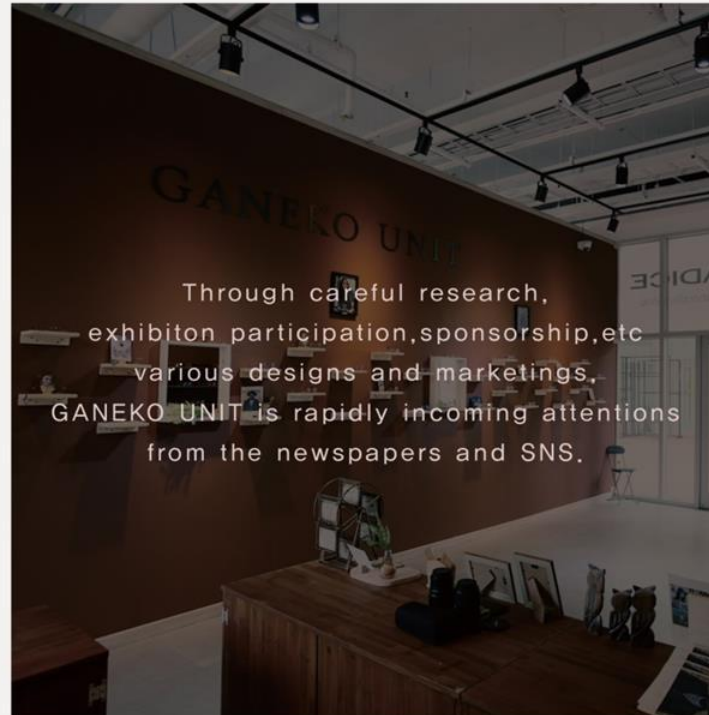 GANEKO UNIT
ADICE
Through careful research,
exhibiton participation,sponsorship,etc
various designs and marketings,
GANEKO UNIT is rapidly incoming attentions
from the newspapers and SNS.